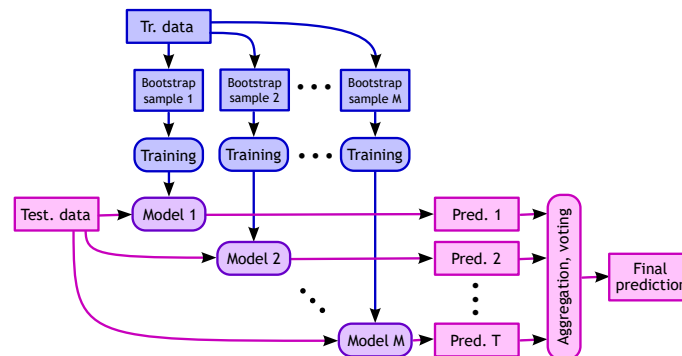 Tr. data
Bootstrap
sample 1
Bootstrap
sample 2
Bootstrap
sample M
Training
Training
Training
Test. data
Model 1
Pred. 1
Model 2
Pred. 2
Model M
Pred. T
Aggregation, voting
Final
prediction